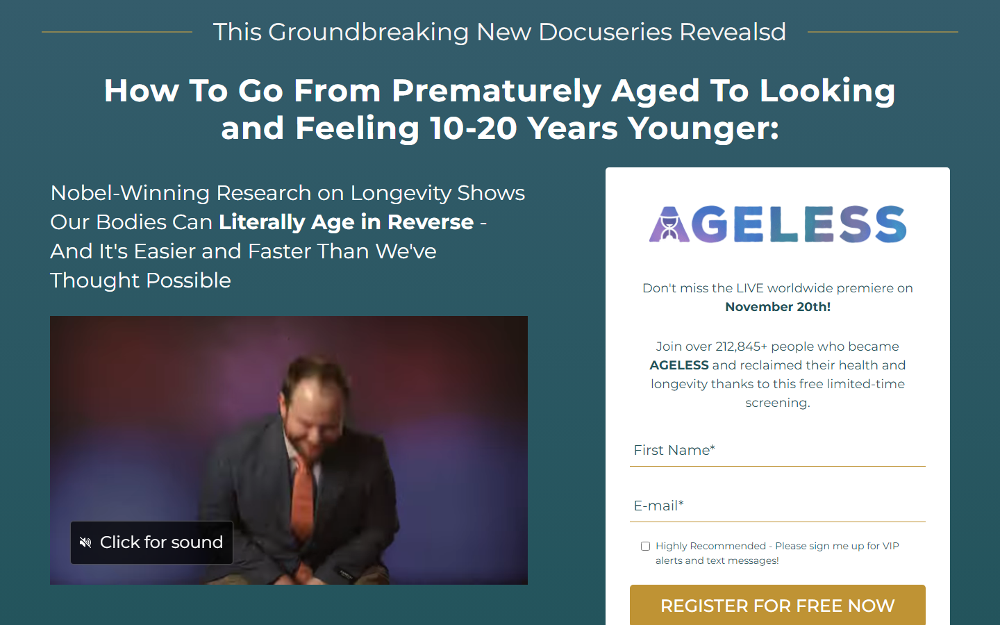 This Groundbreaking New Docuseries Revealsd
How To Go From Prematurely Aged To Looking
and Feeling 10-20 Years Younger:
Nobel-Winning Research on Longevity Shows
Our Bodies Can Literally Age in Reverse -
And It's Easier and Faster Than We've
Thought Possible
Click for sound
AGELESS
Don't miss the LIVE worldwide premiere on
November 20th!
Join over 212,845+ people who became
AGELESS and reclaimed their health and
longevity thanks to this free limited-time
screening.
First Name*
E-mail*
Highly Recommended - Please sign me up for VIP
alerts and text messages!
REGISTER FOR FREE NOW